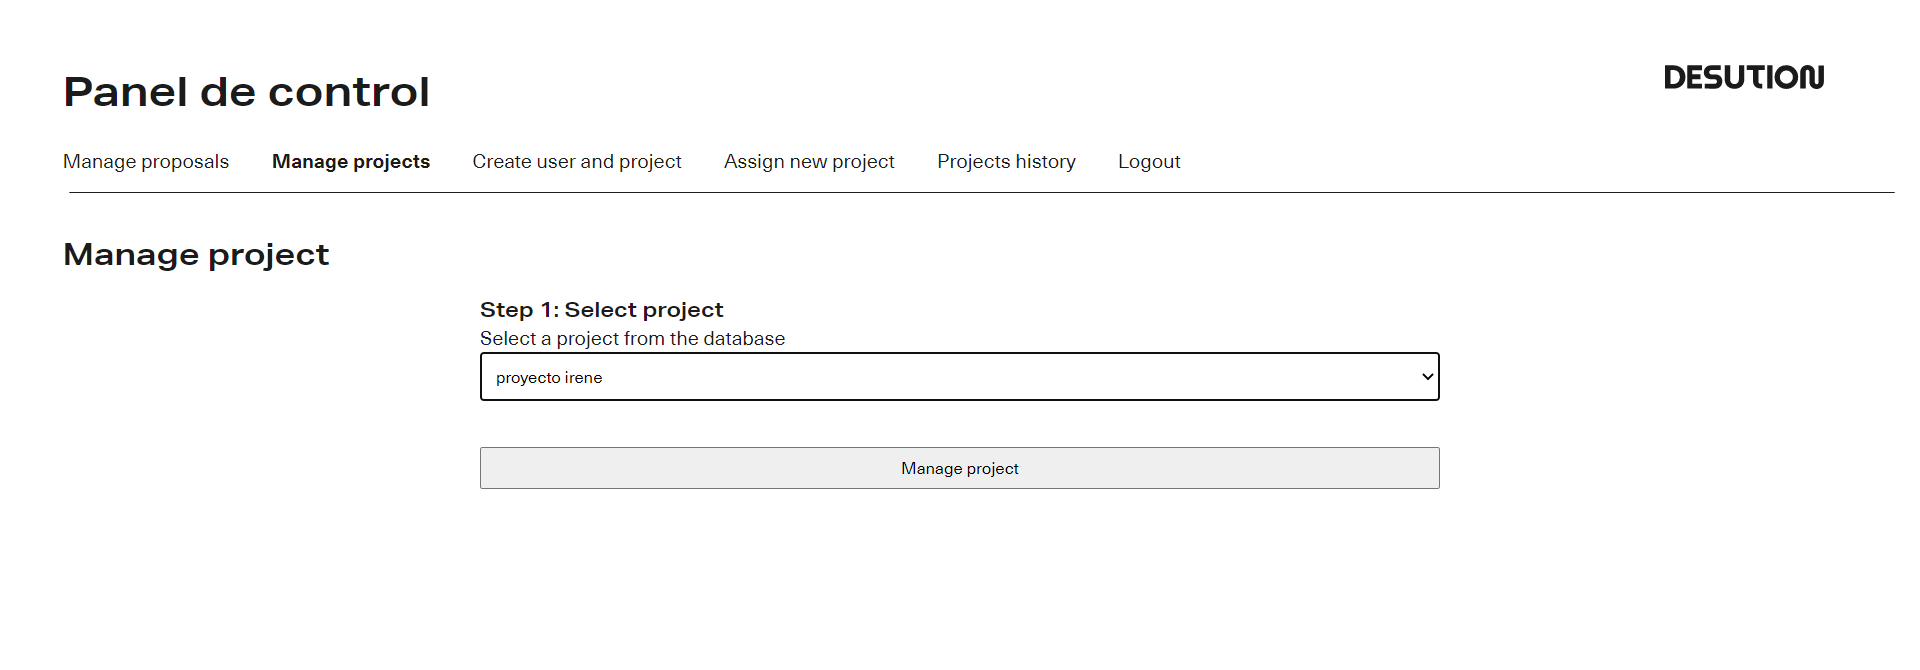 Panel de control
DESUTION
Manage proposals Manage projects Create user and project Assign new project Projects history Logout
Manage project
Step 1: Select project
Select a project from the database
proyecto irene
Manage project